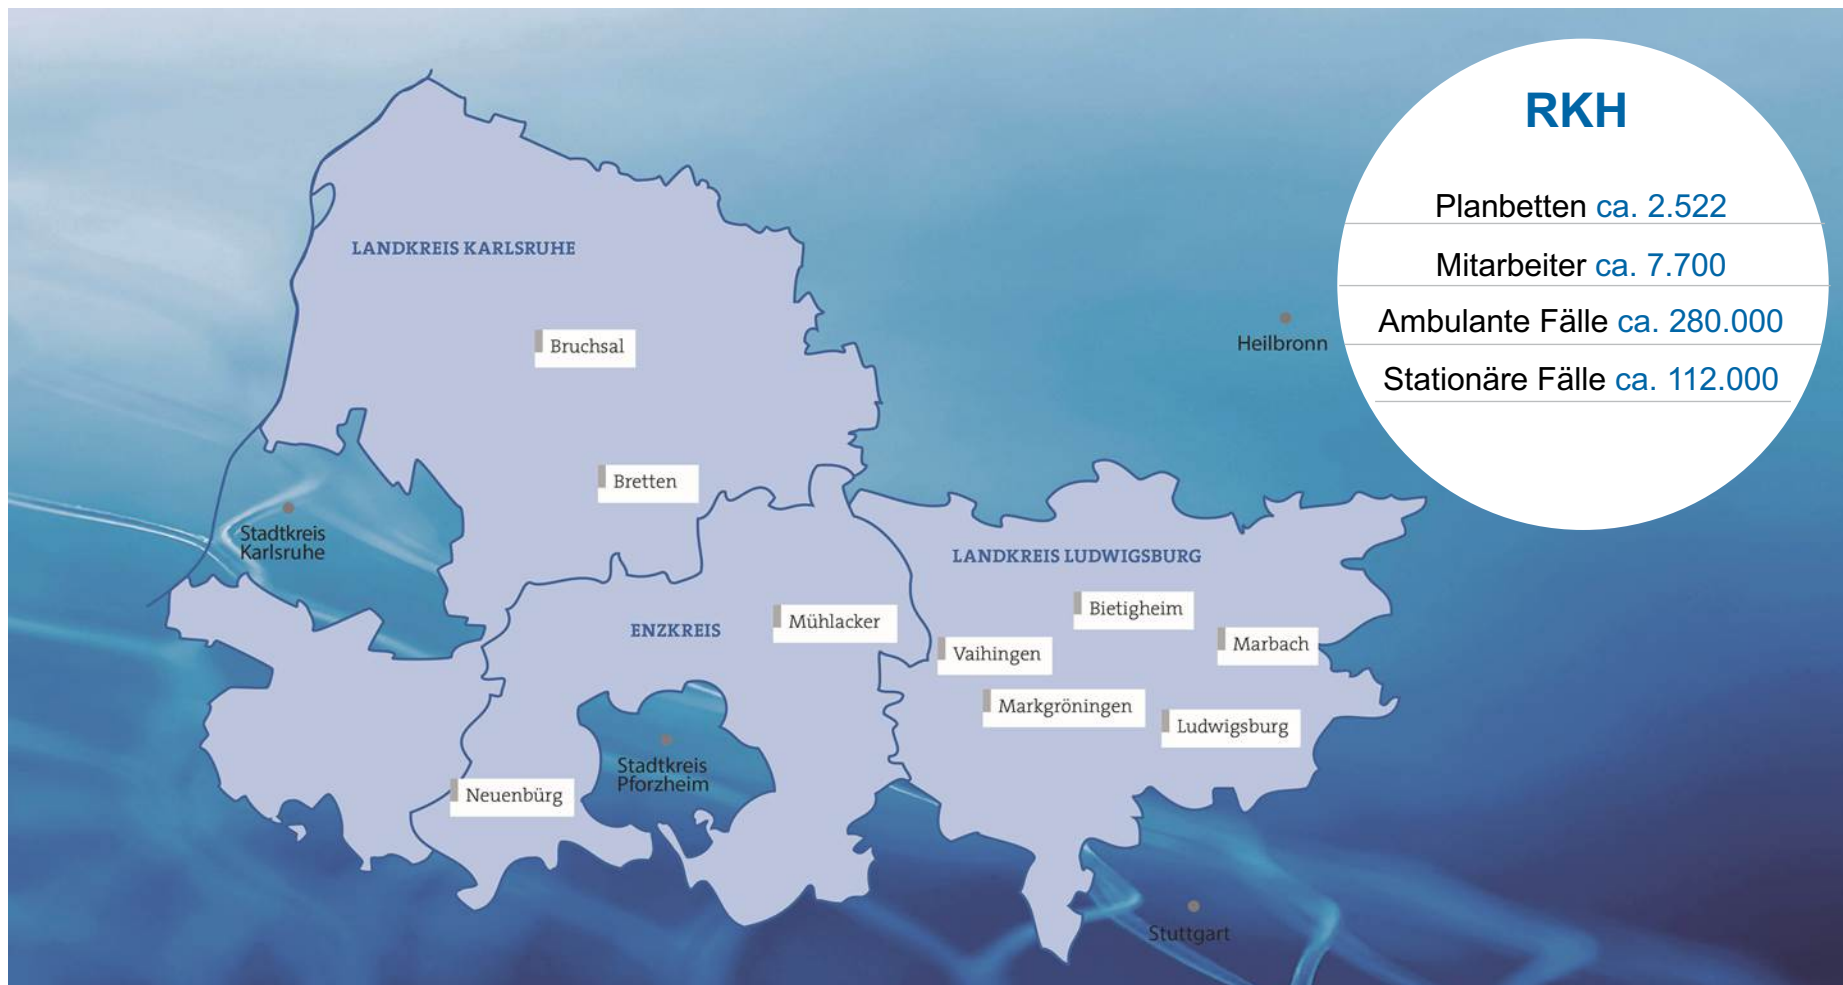 RKH
Planbetten ca. 2.522
Mitarbeiter ca. 7.700
Ambulante Fälle ca. 280.000
Stationäre Fälle ca. 112.000
LANDKREIS KARLSRUHE
Heilbronn
Bruchsal
Bretten
Stadtkreis
Karlsruhe
LANDKREIS LUDWIGSBURG
Bietigheim
Mühlacker
ENZKREIS
Marbach
Vaihingen
Markgröningen
Ludwigsburg
Stadtkreis
Pforzheim
Neuenbürg
Stuttgart